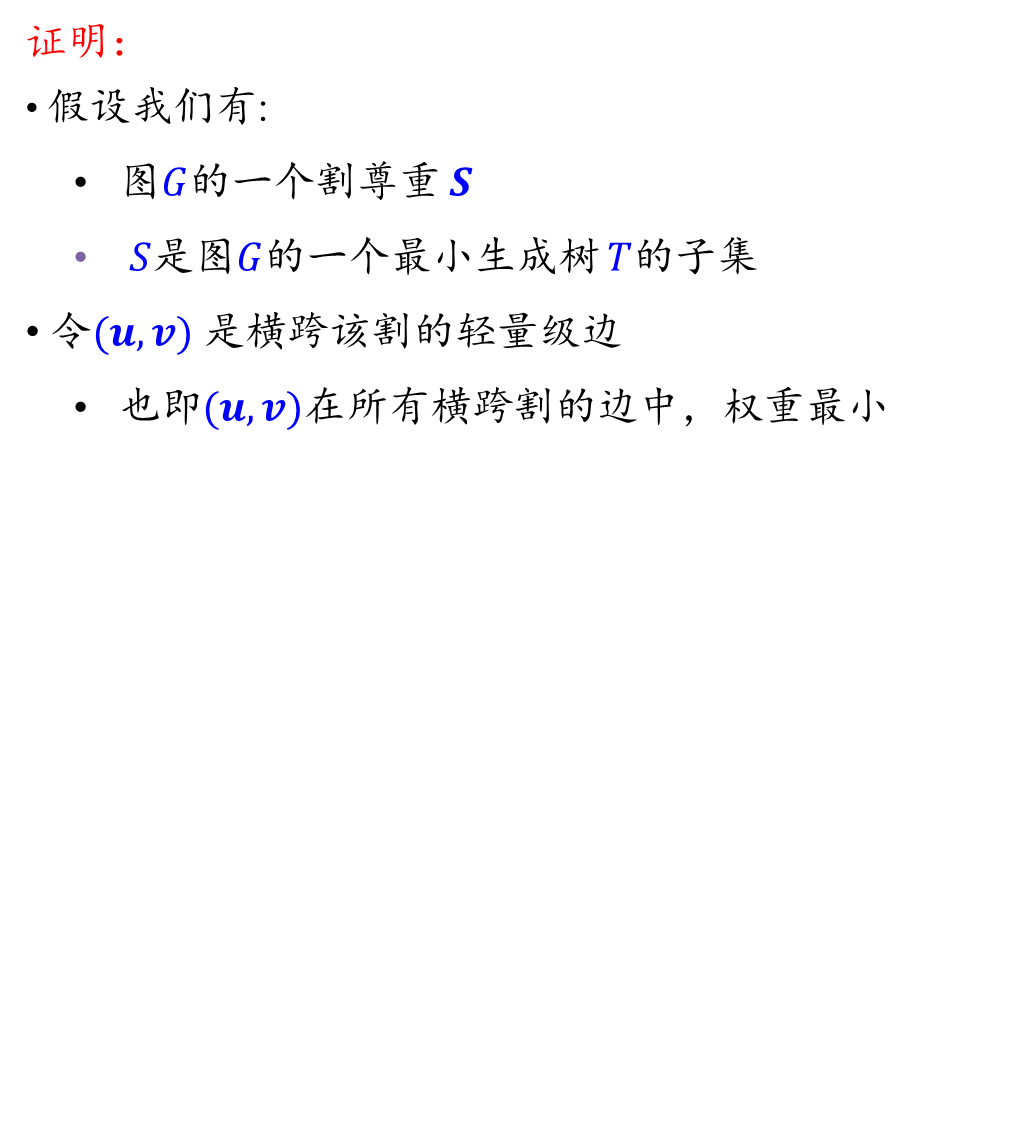 证明：
• 假设我们有:
• 图G的一个割尊重 S
• S是图G的一个最小生成树T的子集
• 令(u,v) 是横跨该割的轻量级边
• 也即(u,v)在所有横跨割的边中，权重最小